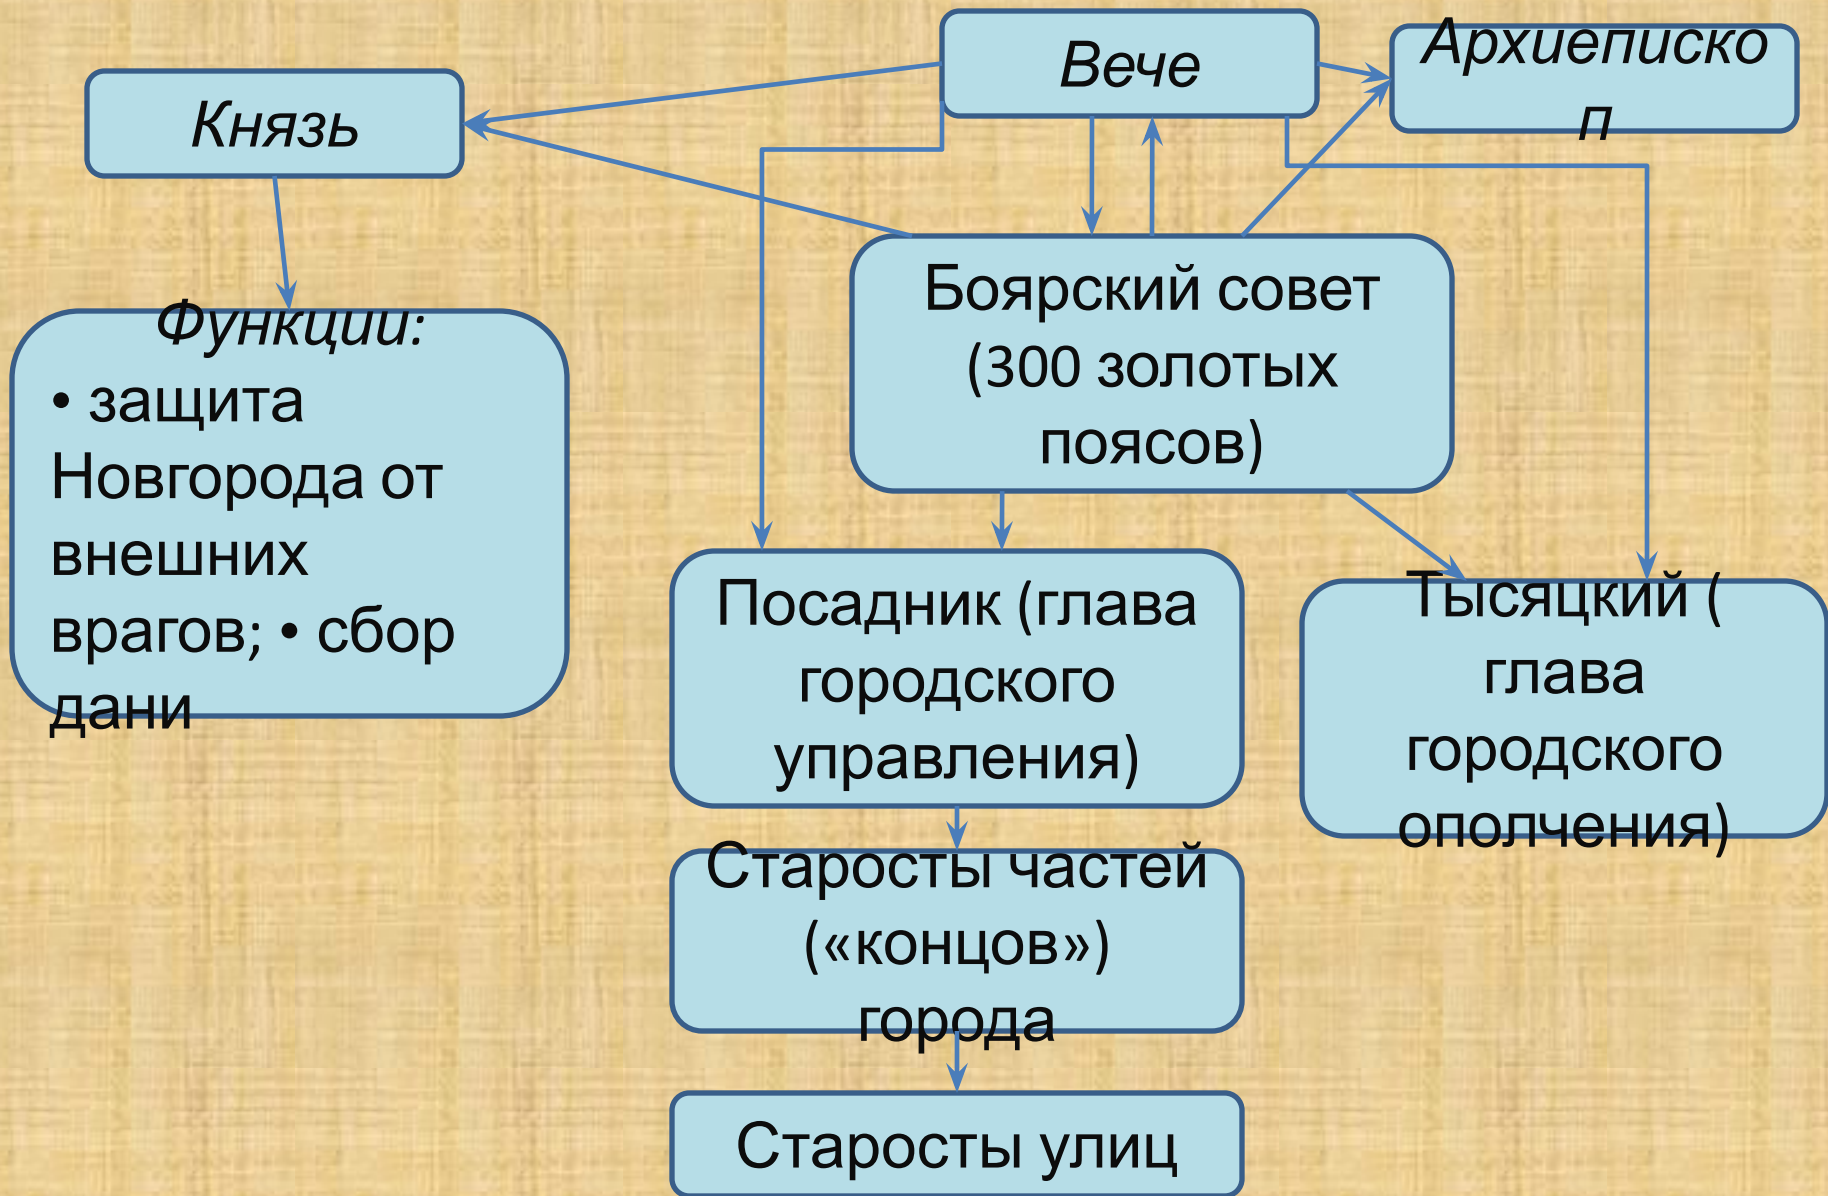 Вече
Архиеписко
п
Князь
Функции:
• защита
Новгорода от
внешних
врагов; • сбор
дани
Боярский совет
(300 золотых
поясов)
Посадник (глава
городского
управления)
Тысяцкий (
глава
городского
ополчения)
Старосты частей
(«концов»)
города
Старосты улиц